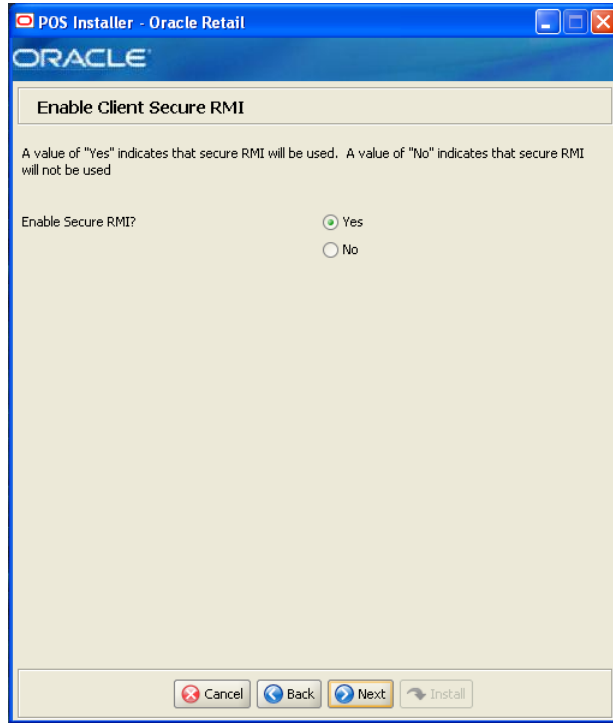 POS Installer - Oracle Retail
ORACLE
Enable Client Secure RMI
A value of "Yes" indicates that secure RMI will be used. A value of "No" indicates that secure RMI
will not be used
Enable Secure RMI?
Yes
No
Cancel
Back
Next
Install